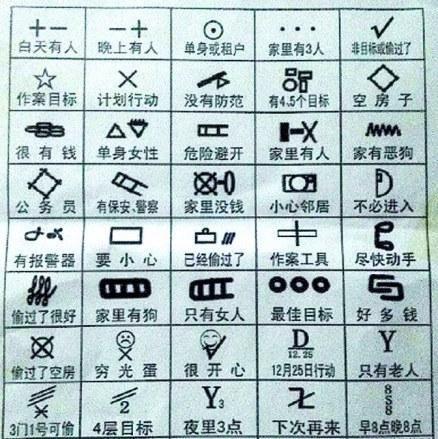 白天有人 晚上有人 单身或租户 家里有3人 非目标或偷过了
作案目标 计划行动 没有防范 有4.5个目标 空房子
很有钱 单身女性 危险避开 家里有人 家有恶狗
公务员 有保安、警察 家里没钱 小心邻居 不必进入
有报警器 要小心 已经偷过了 作案工具 尽快动手
偷过了很好 家里有狗 只有女人 最佳目标 好多钱
D
12.25
Y
偷过了空房 穷光蛋 很开心 12月25日行动 只有老人
2
Y3
8
S
8
3门1号可偷 4层目标 夜里3点 下次再来 早8点晚8点